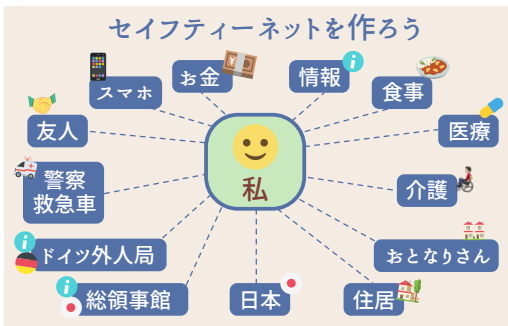 セイフティーネットを作ろう
スマホ
お金
情報
食事
友人
医療
私
警察
救急車
介護
ドイツ外人局
おとなりさん
総領事館
日本
住居